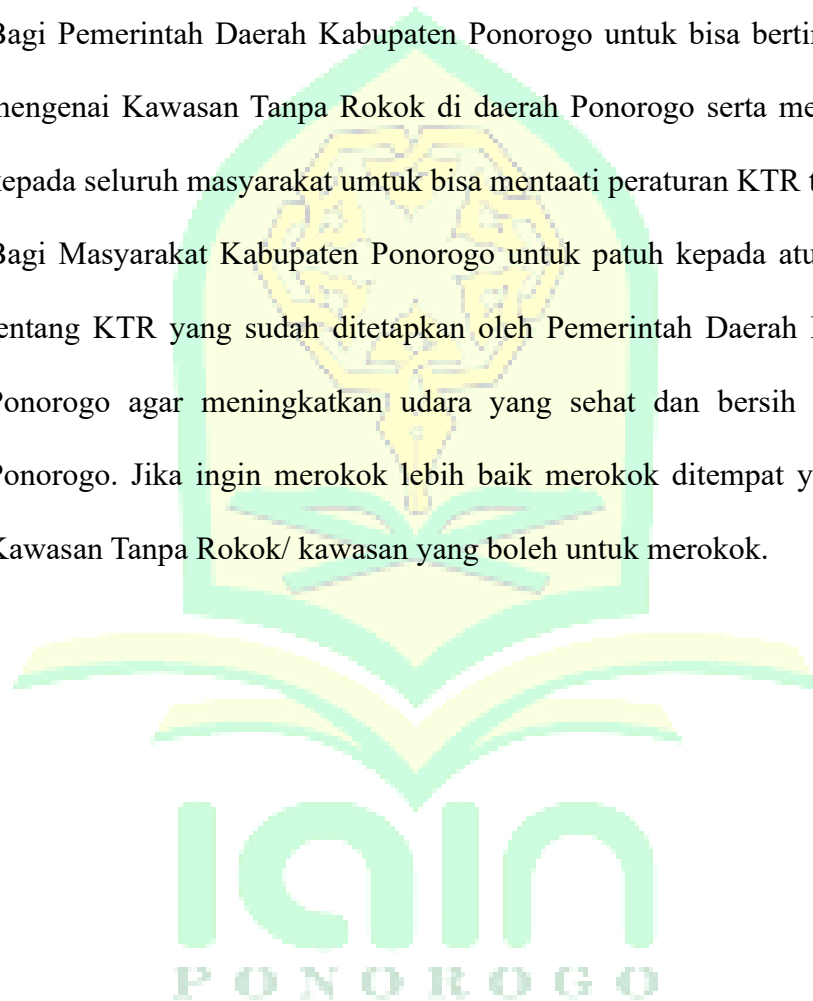 Bagi Pemerintah Daerah Kabupaten Ponorogo untuk bisa
mengenai Kawasan Tanpa Rokok di daerah Ponorogo serta
kepada seluruh masyarakat umtuk bisa mentaati peraturan KTR
Bagi Masyarakat Kabupaten Ponorogo untuk patuh kepada
tentang KTR yang sudah ditetapkan oleh Pemerintah Daerah
Ponorogo agar meningkatkan udara yang sehat dan bersih
Ponorogo. Jika ingin merokok lebih baik merokok ditempat
Kawasan Tanpa Rokok/ kawasan yang boleh untuk merokok.
iain
PONOROGO